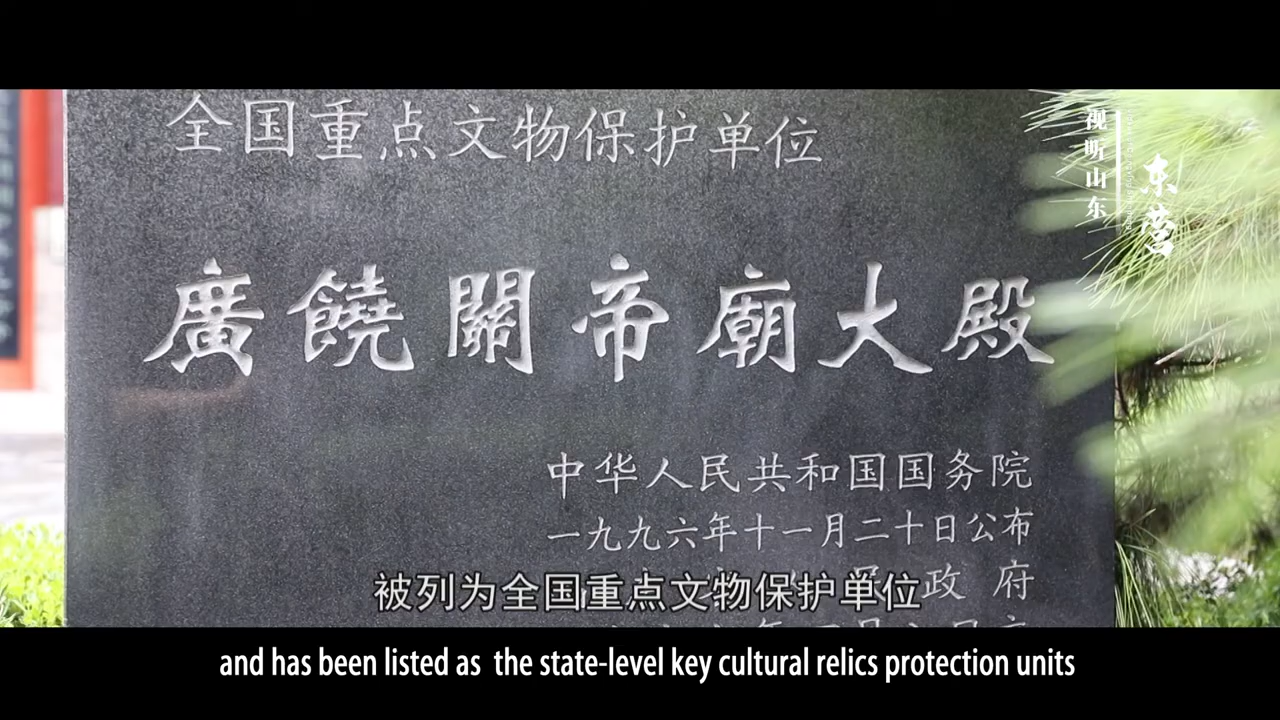 全国重点文物保护单位
廣饒關帝廟大殿
中华人民共和国国务院
一九九六年十一月二十日公布
政府
被列为全国重点文物保护单位
and has been listed as the state-level key cultural relics protection units
视听山东
东营